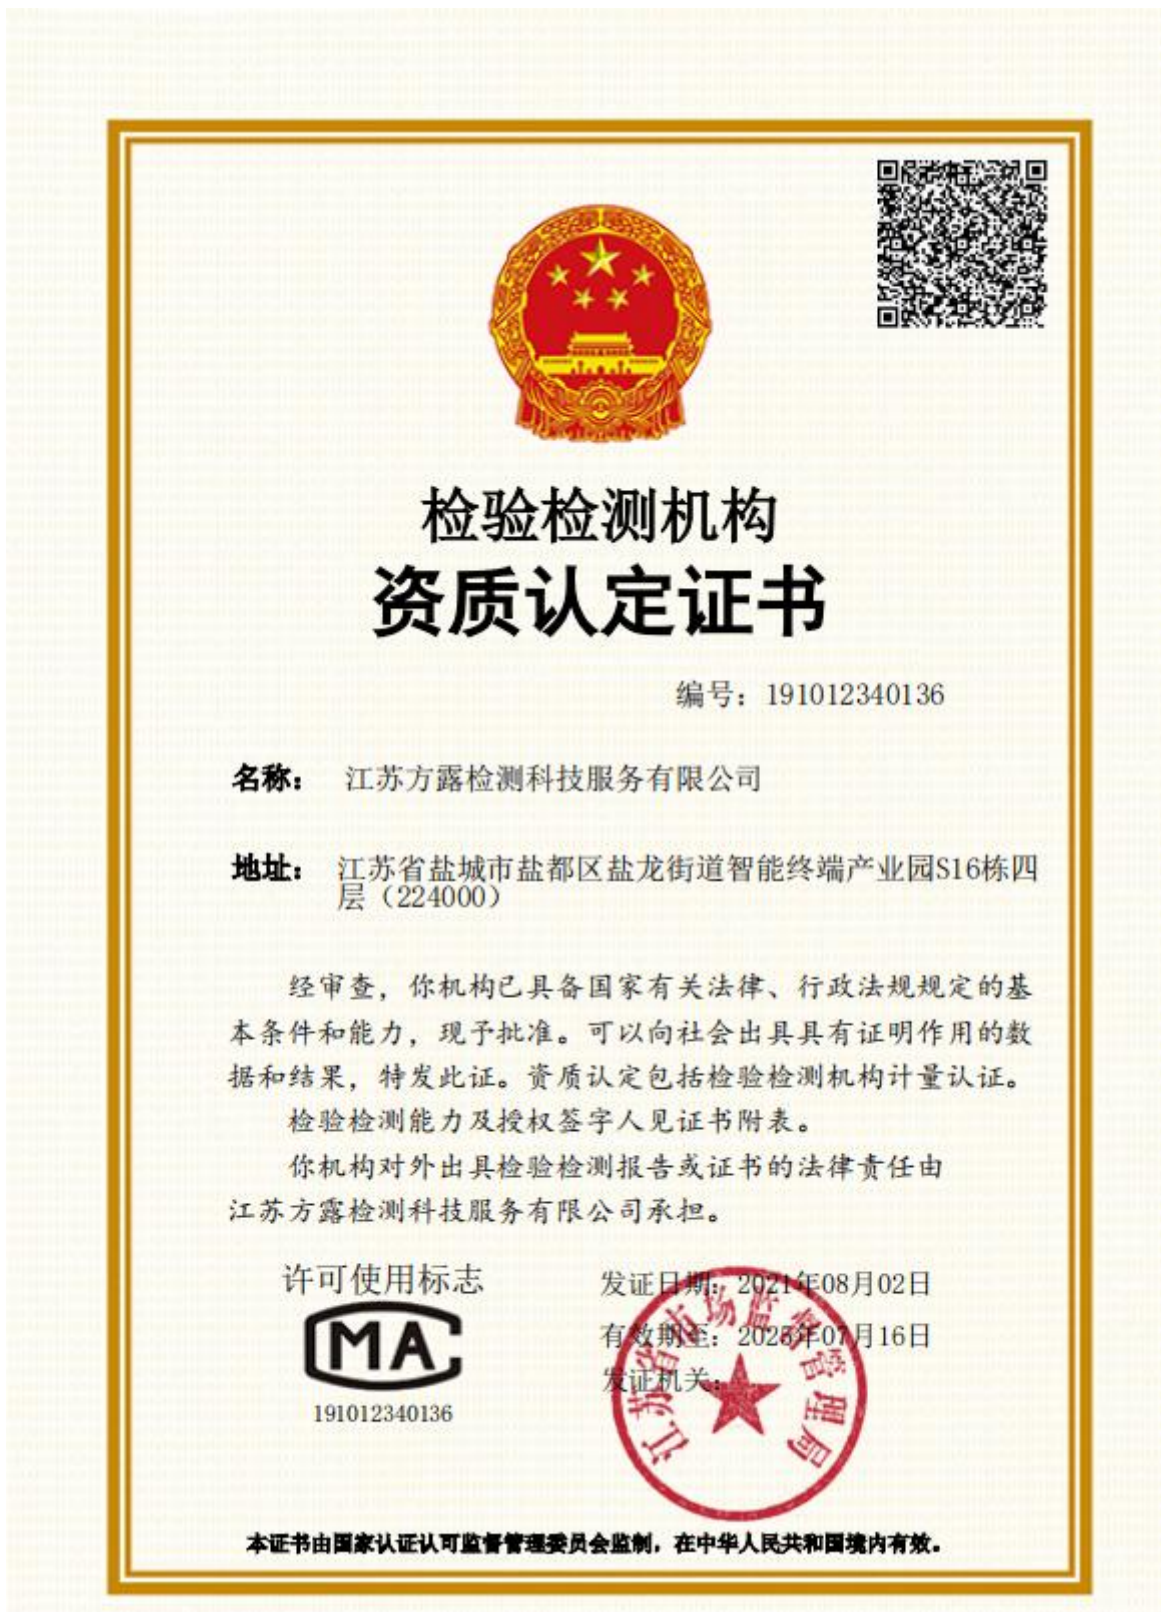 检验检测机构
资质认定证书
编号：191012340136
名称： 江苏方露检测科技服务有限公司
地址： 江苏省盐城市盐都区盐龙街道智能终端产业园S16栋四
层（224000）
经审查，你机构已具备国家有关法律、行政法规规定的基
本条件和能力，现予批准。可以向社会出具具有证明作用的数
据和结果，特发此证。资质认定包括检验检测机构计量认证。
检验检测能力及授权签字人见证书附表。
你机构对外出具检验检测报告或证书的法律责任由
江苏方露检测科技服务有限公司承担。
许可使用标志
MA
191012340136
发证日期：2021年08月02日
有效期至：2025年07月16日
发证机关：
江苏省市场监督管理局
本证书由国家认证认可监督管理委员会监制，在中华人民共和国境内有效。